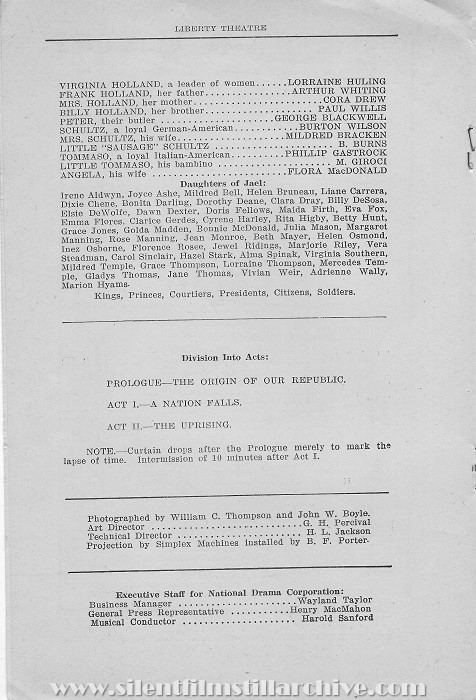 LIBERTY THEATRE
VIRGINIA HOLLAND, a leader of women......LORRAINE HULING
FRANK HOLLAND, her father................ARTHUR WHITING
MRS. HOLLAND, her mother........................CORA DREW
BILLY HOLLAND, her brother.....................PAUL WILLIS
PETER, their butler......................GEORGE BLACKWELL
SCHULTZ, a loyal German-American............BURTON WILSON
MRS. SCHULTZ, his wife....................MILDRED BRACKEN
LITTLE "SAUSAGE" SCHULTZ .................. B. BURNS
TOMMASO, a loyal Italian-American.......PHILLIP GASTROCK
LITTLE TOMMASO, his bambino ................ M. GIROCI
ANGELA, his wife ..........................FLORA MacDONALD
Daughters of Jael:
Irene Aldwyn, Joyce Ashe, Mildred Bell, Helen Bruneau, Liane Carrera,
Dixie Chene, Bonita Darling, Dorothy Deane, Clara Dray, Billy DeSosa,
Elsie DeWolfe, Dawn Dexter, Doris Fellows, Maida Firth, Eva Fox,
Emma Flores, Clarice Gerdes, Cyrene Harley, Rita Higby, Betty Hunt,
Grace Jones, Golda Madden, Bonnie McDonald, Julia Mason, Margaret
Manning, Rose Manning, Jean Monroe, Beth Mayer, Helen Osmond,
Inez Osborne, Florence Rosee, Jewel Ridings, Marjorie Riley, Vera
Steadman, Carol Sinclair, Hazel Stark, Alma Spinak, Virginia Southern,
Mildred Temple, Grace Thompson, Lorraine Thompson, Mercedes Tem-
ple, Gladys Thomas, Jane Thomas, Vivian Weir, Adrienne Wally,
Marion Hyams.
Kings, Princes, Courtiers, Presidents, Citizens, Soldiers.
Division Into Acts:
PROLOGUE—THE ORIGIN OF OUR REPUBLIC.
ACT I.—A NATION FALLS.
ACT II.—THE UPRISING.
NOTE.—Curtain drops after the Prologue merely to mark the
lapse of time. Intermission of 10 minutes after Act I.
Photographed by William C. Thompson and John W. Boyle.
Art Director ............................G. H. Percival
Technical Director ....................... H. L. Jackson
Projection by Simplex Machines installed by B. F. Porter.
Executive Staff for National Drama Corporation:
Business Manager ......................Wayland Taylor
General Press Representative ...........Henry MacMahon
Musical Conductor ...................... Harold Sanford
www.silentfilmstillarchive.com